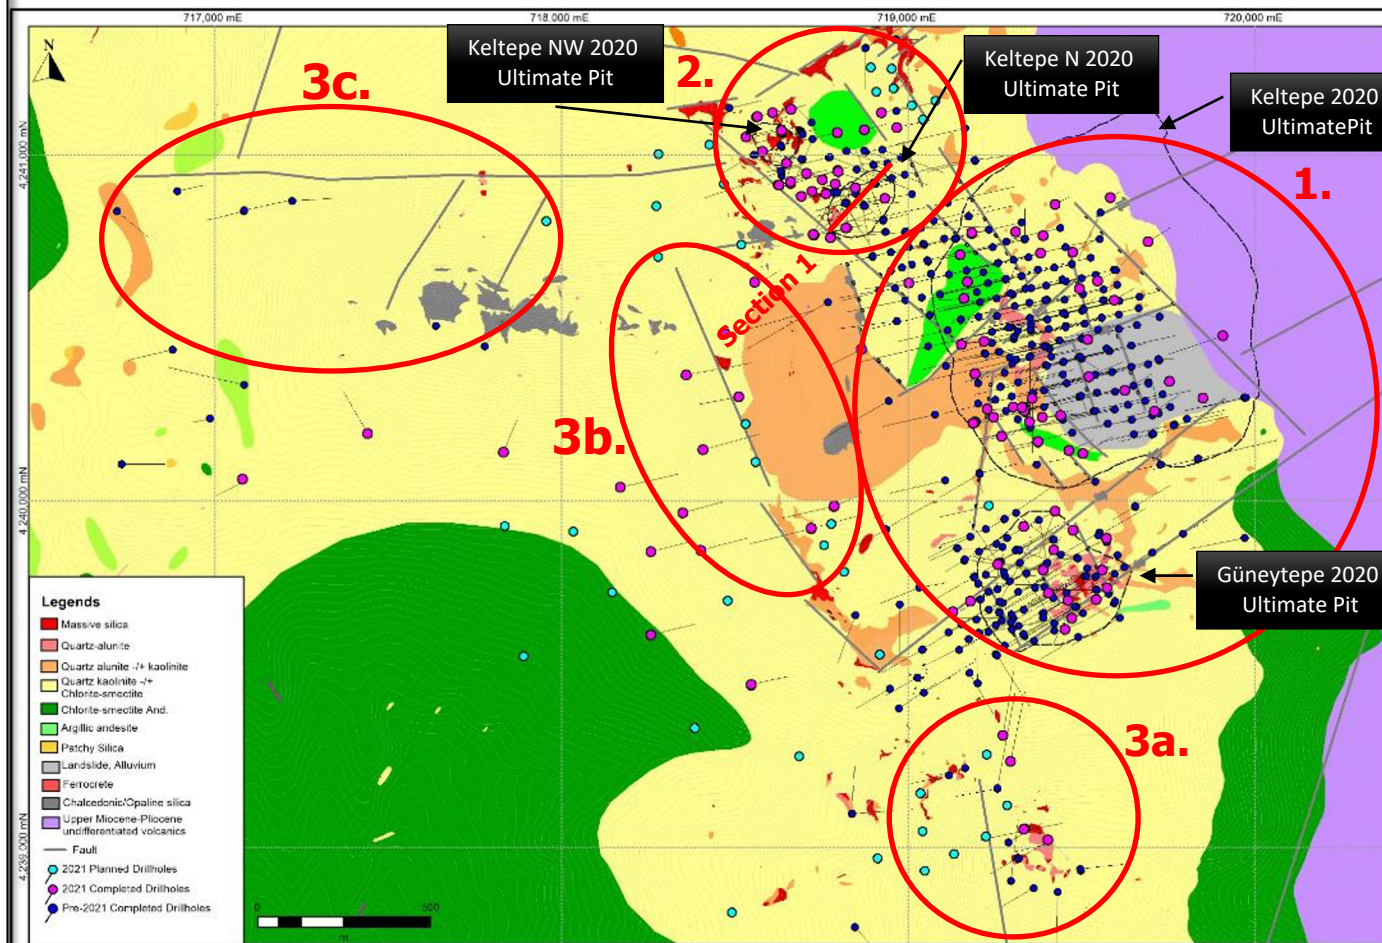 717,000 mE
718,000 mE
719,000 mE
720,000 mE
N
Keltepe NW 2020
Ultimate Pit
2.
Keltepe N 2020
Ultimate Pit
Keltepe 2020
UltimatePit
3c.
1.
4,241,000 mN
Section 1
3b.
4,240,000 mN
Güneytepe 2020
Ultimate Pit
3a.
4,239,000 mN
Legends
Massive silica
Quartz-alunite
Quartz alunite -/+ kaolinite
Quartz kaolinite -/+
Chlorite-smectite
Chlorite-smectite And.
Argillic andesite
Patchy Silica
Landslide, Alluvium
Ferrocrete
Chalcedonic/Opaline silica
Upper Miocene-Pliocene
undifferentiated volcanics
Fault
2021 Planned Drillholes
2021 Completed Drillholes
Pre-2021 Completed Drillholes
0
500
m